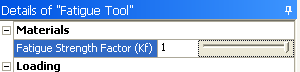 Details of "Fatigue Tool"
Materials
Fatigue Strength Factor (Kf) 1
Loading